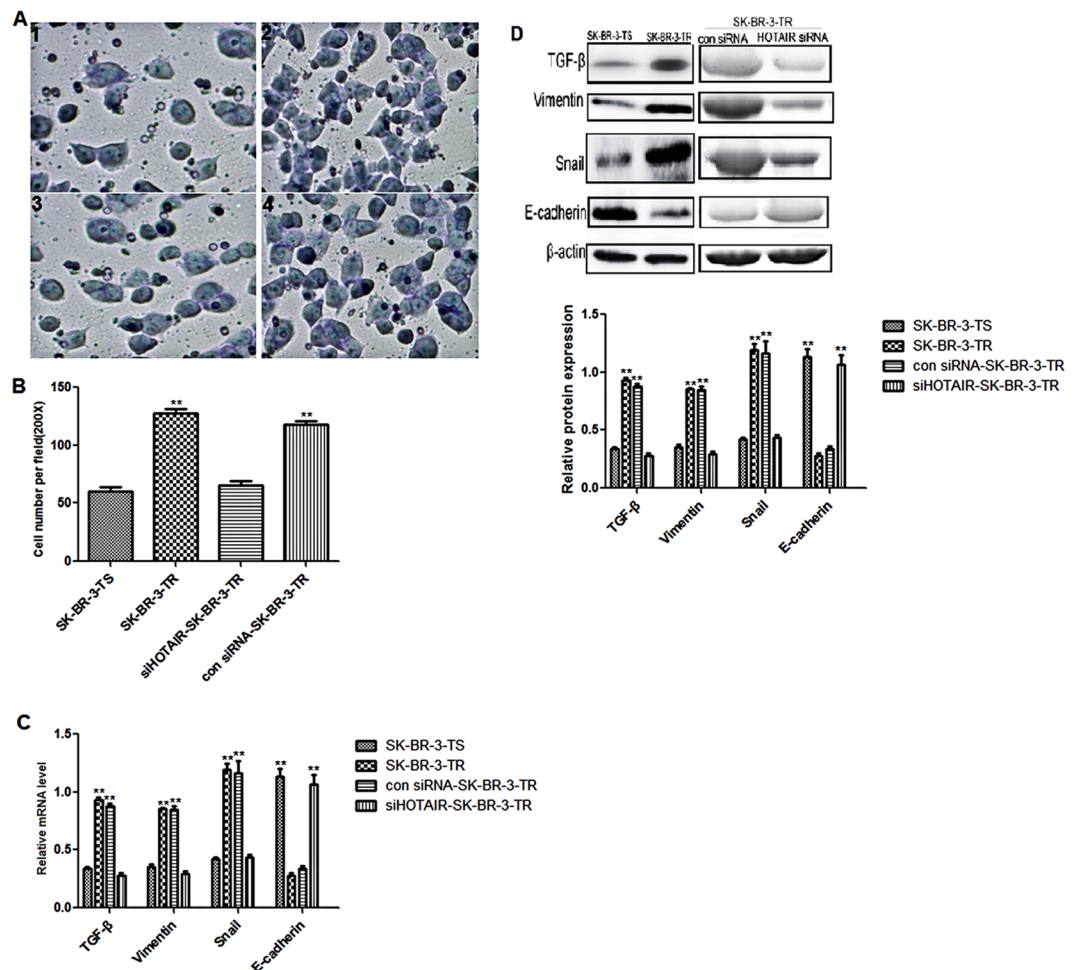 A
1
2
3
4
B
Cell number per field(200X)
150
100
50
0
**
**
SK-BR-3-TS
SK-BR-3-TR
siHOTAIR-SK-BR-3-TR
con siRNA-SK-BR-3-TR
C
Relative mRNA level
1.5
1.0
0.5
0.0
** **
** **
** **
** **
TGF-β
Vimentin
Snail
E-cadherin
SK-BR-3-TS
SK-BR-3-TR
con siRNA-SK-BR-3-TR
siHOTAIR-SK-BR-3-TR
D
SK-BR-3-TR
SK-BR-3-TS SK-BR-3-TR con siRNA HOTAIR siRNA
TGF-β
Vimentin
Snail
E-cadherin
β-actin
Relative protein expression
1.5
1.0
0.5
0.0
** **
** **
** **
** **
TGF-β
Vimentin
Snail
E-cadherin
SK-BR-3-TS
SK-BR-3-TR
con siRNA-SK-BR-3-TR
siHOTAIR-SK-BR-3-TR